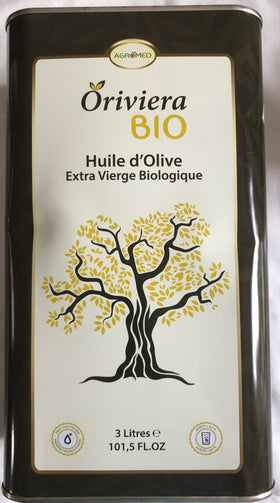 AGROMED
Oriviera
BIO
Huile d'Olive
Extra Vierge Biologique
3 Litres ℮
101,5 FL.OZ